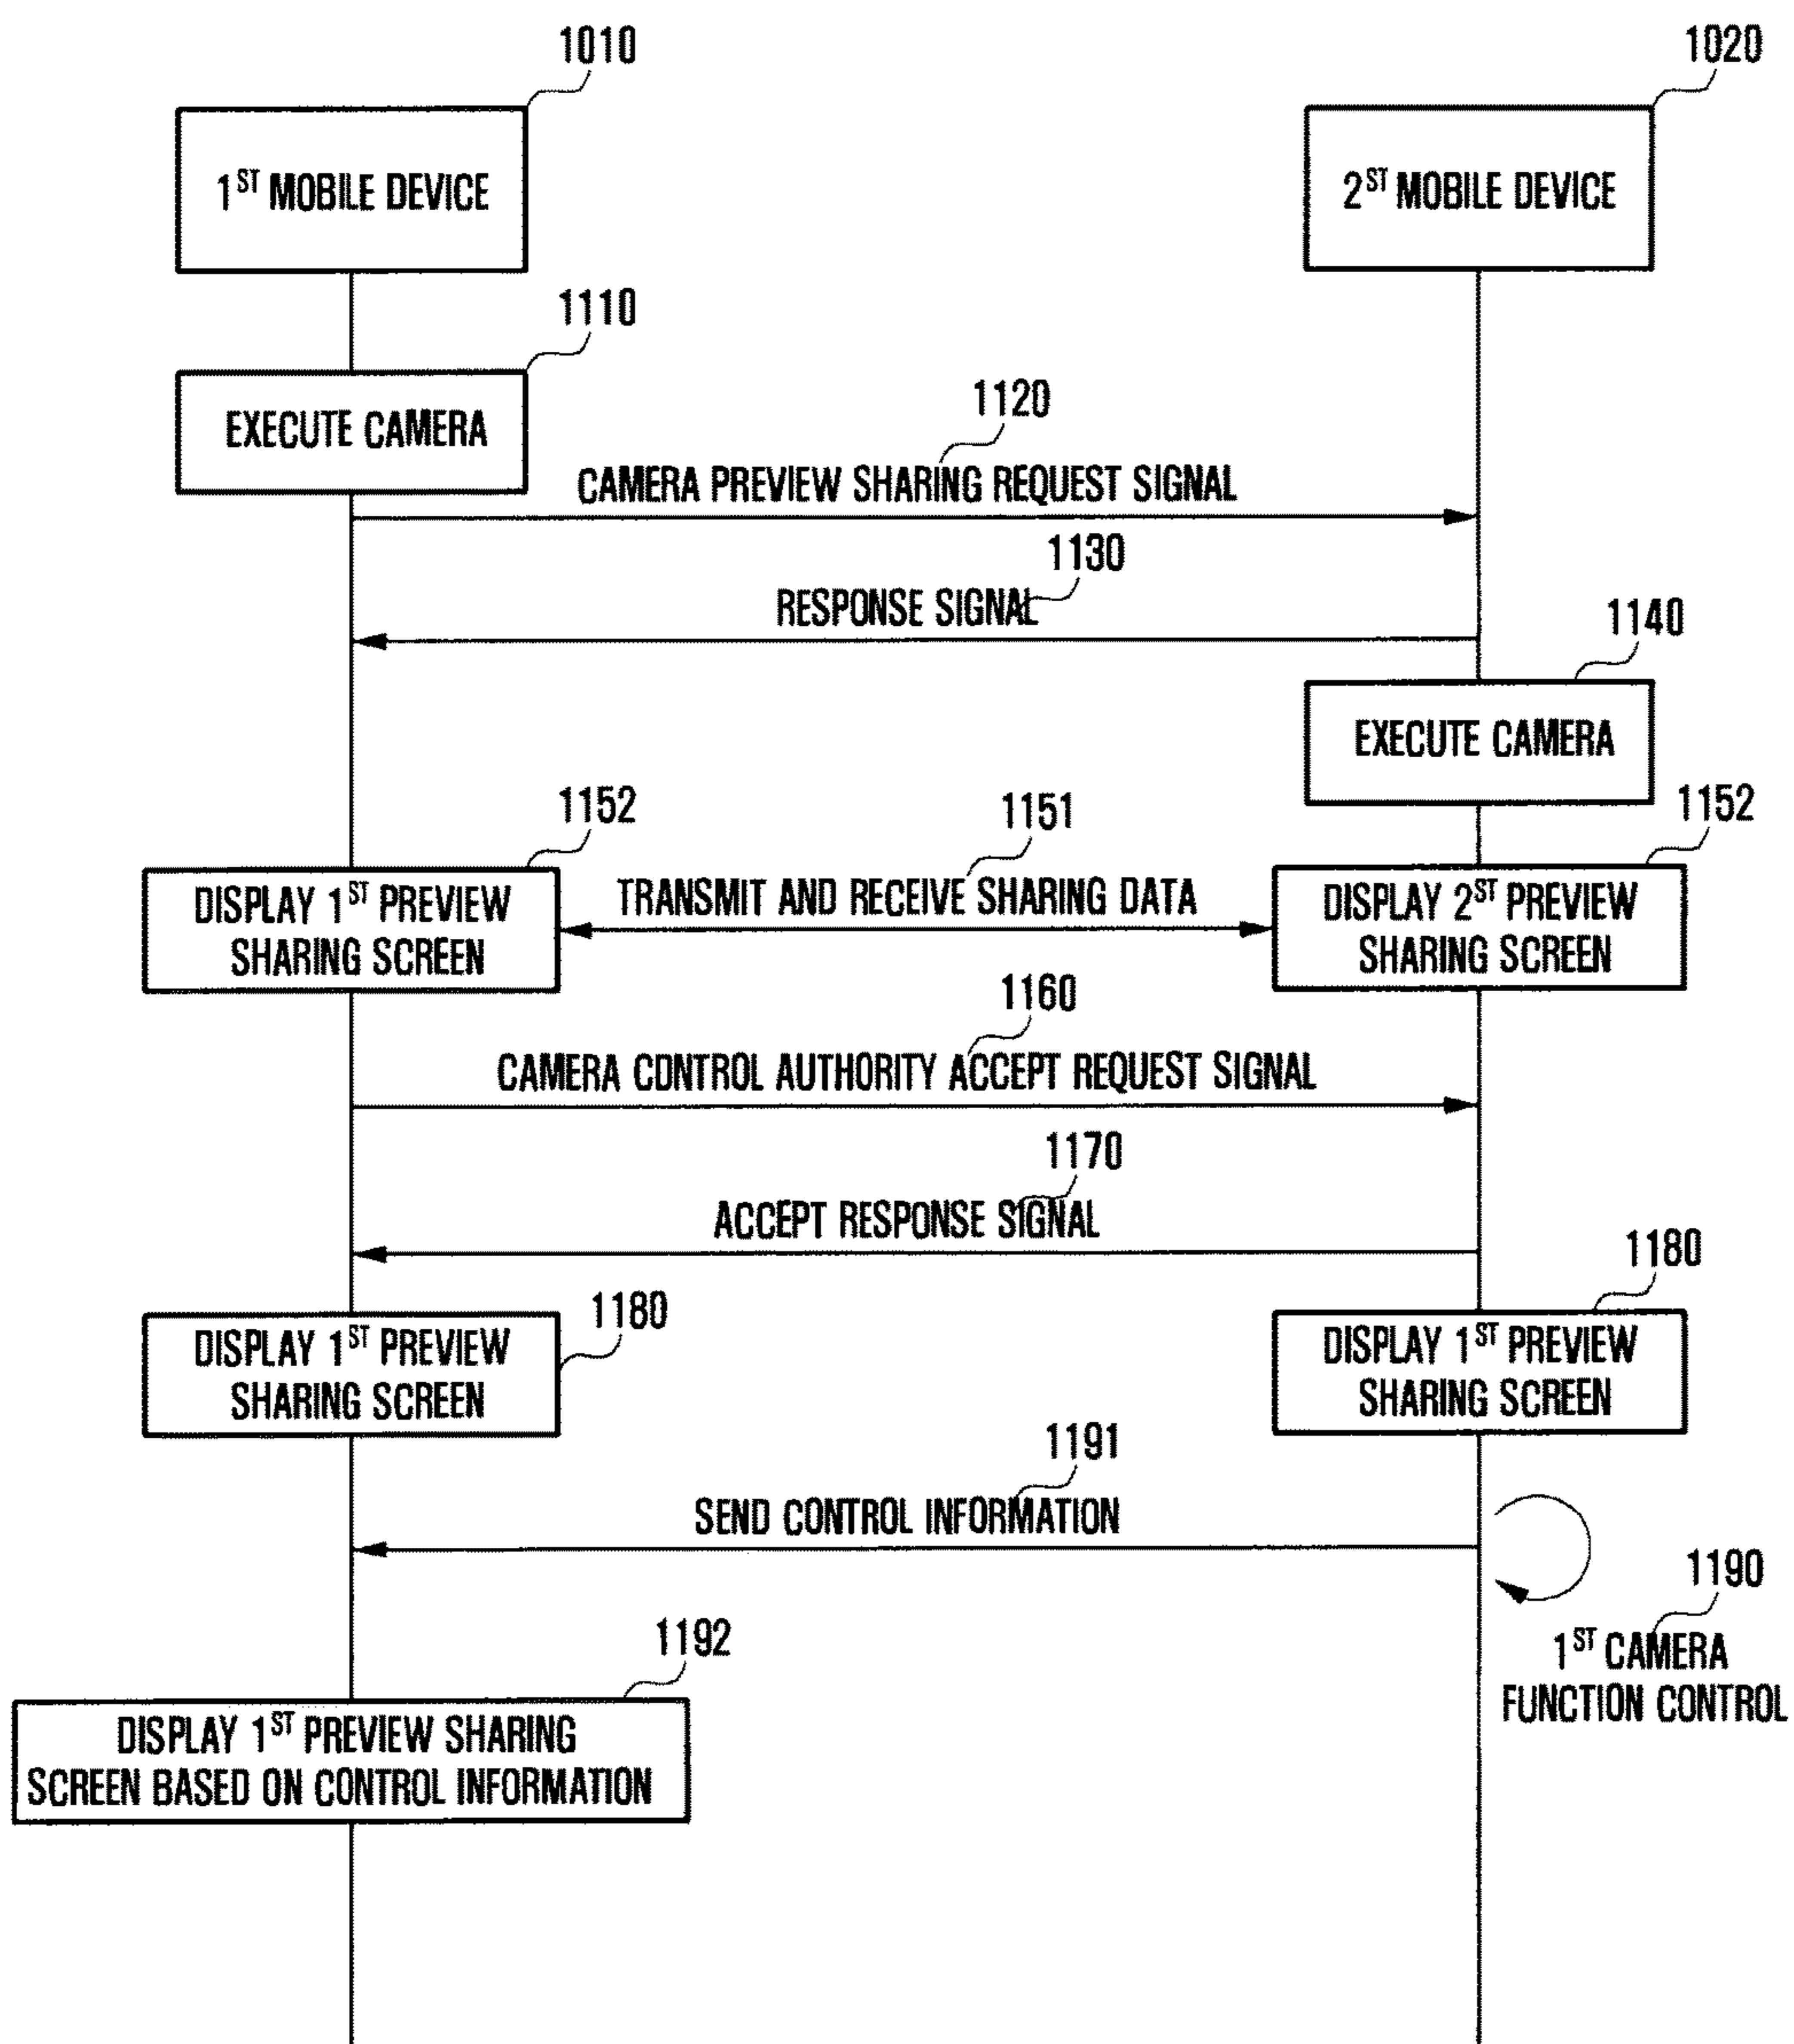 1010
1020
1ST MOBILE DEVICE
2ST MOBILE DEVICE
1110
EXECUTE CAMERA
1120
CAMERA PREVIEW SHARING REQUEST SIGNAL
1130
RESPONSE SIGNAL
1140
EXECUTE CAMERA
1152
1151
1152
DISPLAY 1ST PREVIEW
SHARING SCREEN
TRANSMIT AND RECEIVE SHARING DATA
DISPLAY 2ST PREVIEW
SHARING SCREEN
1160
CAMERA CONTROL AUTHORITY ACCEPT REQUEST SIGNAL
1170
ACCEPT RESPONSE SIGNAL
1180
1180
DISPLAY 1ST PREVIEW
SHARING SCREEN
DISPLAY 1ST PREVIEW
SHARING SCREEN
1191
SEND CONTROL INFORMATION
1190
1ST CAMERA
FUNCTION CONTROL
1192
DISPLAY 1ST PREVIEW SHARING
SCREEN BASED ON CONTROL INFORMATION